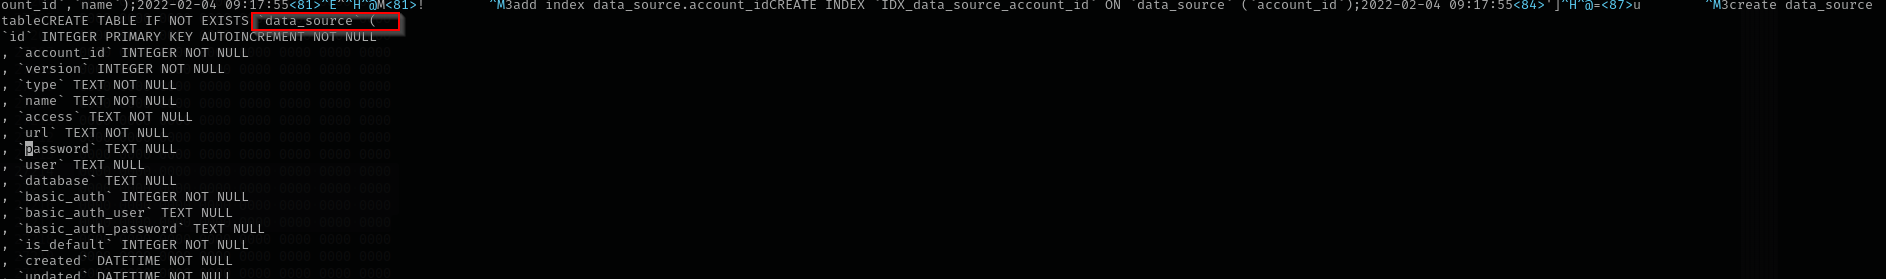 ount_id`,`name`);2022-02-04 09:17:55<81>^E^^H^@M<81>!        ^M3add index data_source.account_idCREATE INDEX `IDX_data_source_account_id` ON `data_source` (`account_id`);2022-02-04 09:17:55<84>']^H^@=<87>u        ^M3create data_source
tableCREATE TABLE IF NOT EXISTS `data_source` (
`id` INTEGER PRIMARY KEY AUTOINCREMENT NOT NULL
, `account_id` INTEGER NOT NULL
, `version` INTEGER NOT NULL
, `type` TEXT NOT NULL
, `name` TEXT NOT NULL
, `access` TEXT NOT NULL
, `url` TEXT NOT NULL
, `password` TEXT NULL
, `user` TEXT NULL
, `database` TEXT NULL
, `basic_auth` INTEGER NOT NULL
, `basic_auth_user` TEXT NULL
, `basic_auth_password` TEXT NULL
, `is_default` INTEGER NOT NULL
, `created` DATETIME NOT NULL
, `updated` DATETIME NOT NULL